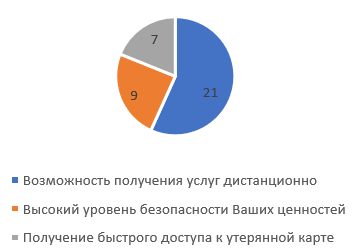 7
21
9
Возможность получения услуг дистанционно
Высокий уровень безопасности Ваших ценностей
Получение быстрого доступа к утерянной карте